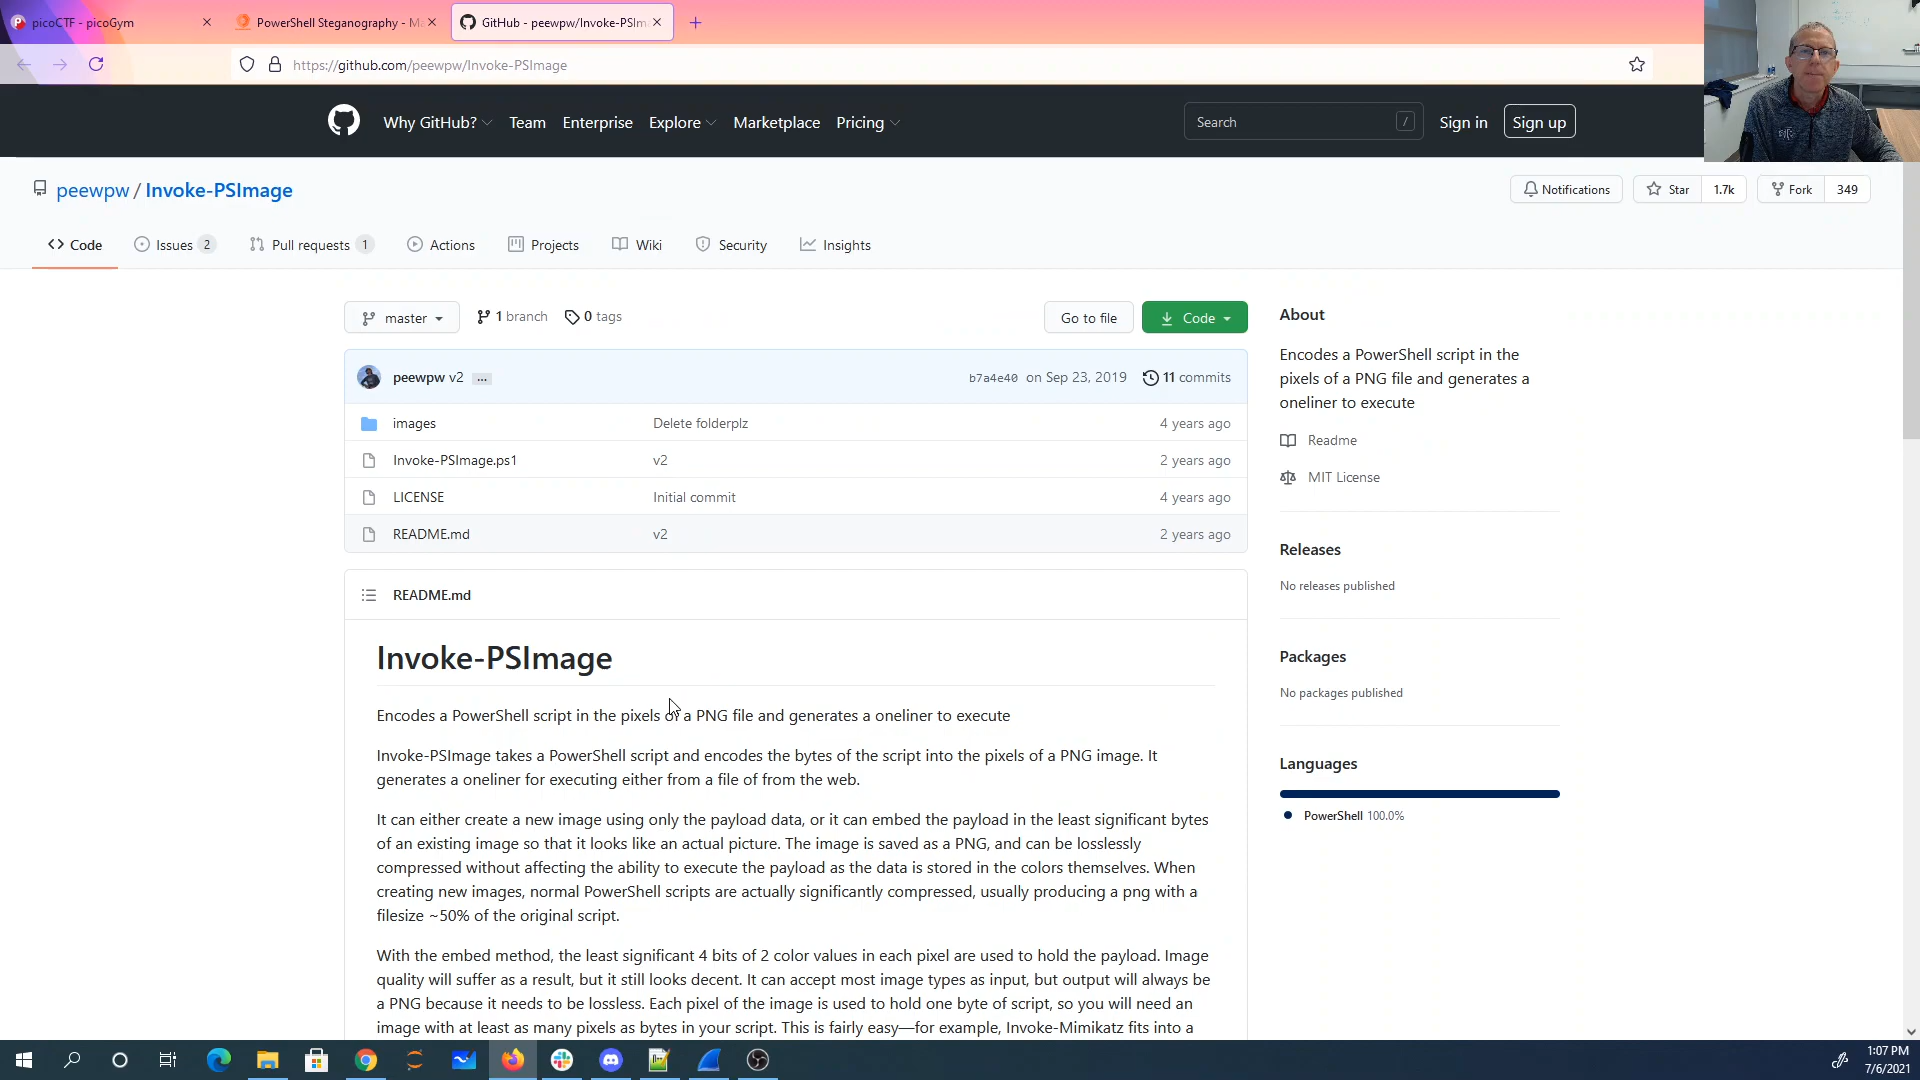 picoCTF - picoGym
PowerShell Steganography - M
GitHub - peewpw/Invoke-PSIm
https://github.com/peewpw/Invoke-PSImage
Why GitHub? Team Enterprise Explore Marketplace Pricing Search / Sign in Sign up
peewpw / Invoke-PSImage
Notifications Star 1.7k Fork 349
Code Issues 2 Pull requests 1 Actions Projects Wiki Security Insights
master 1 branch 0 tags Go to file Code
peewpw v2 ... b7a4e40 on Sep 23, 2019 11 commits
images Delete folderplz 4 years ago
Invoke-PSImage.ps1 v2 2 years ago
LICENSE Initial commit 4 years ago
README.md v2 2 years ago
README.md
Invoke-PSImage
Encodes a PowerShell script in the pixels of a PNG file and generates a oneliner to execute
Invoke-PSImage takes a PowerShell script and encodes the bytes of the script into the pixels of a PNG image. It
generates a oneliner for executing either from a file of from the web.
It can either create a new image using only the payload data, or it can embed the payload in the least significant bytes
of an existing image so that it looks like an actual picture. The image is saved as a PNG, and can be losslessly
compressed without affecting the ability to execute the payload as the data is stored in the colors themselves. When
creating new images, normal PowerShell scripts are actually significantly compressed, usually producing a png with a
filesize ~50% of the original script.
With the embed method, the least significant 4 bits of 2 color values in each pixel are used to hold the payload. Image
quality will suffer as a result, but it still looks decent. It can accept most image types as input, but output will always be
a PNG because it needs to be lossless. Each pixel of the image is used to hold one byte of script, so you will need an
image with at least as many pixels as bytes in your script. This is fairly easy—for example, Invoke-Mimikatz fits into a
About
Encodes a PowerShell script in the
pixels of a PNG file and generates a
oneliner to execute
Readme
MIT License
Releases
No releases published
Packages
No packages published
Languages
PowerShell 100.0%
1:07 PM
7/6/2021